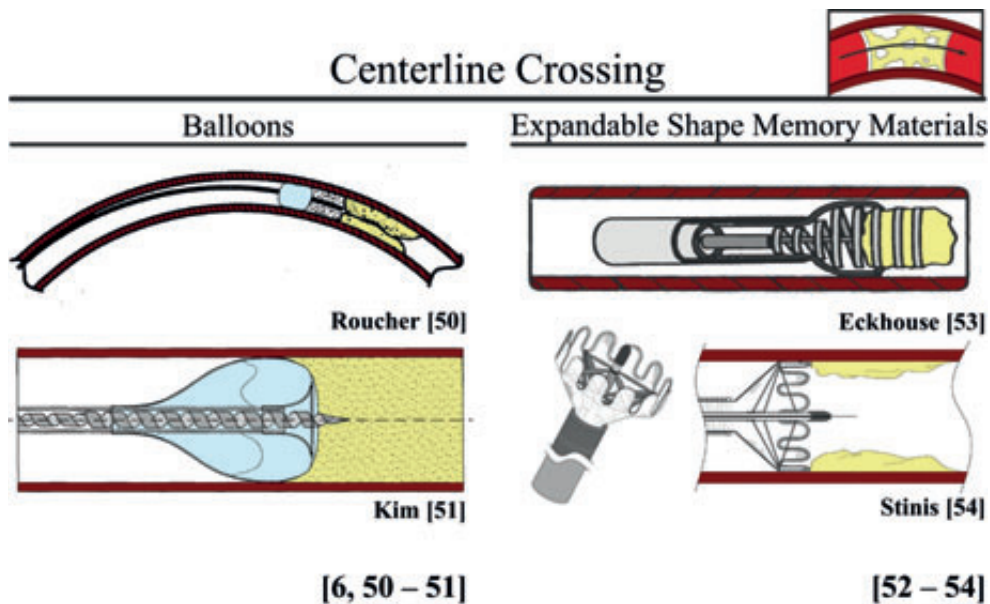 Centerline Crossing
Balloons
Expandable Shape Memory Materials
Roucher [50]
Eckhouse [53]
Kim [51]
Stinis [54]
[6, 50 – 51]
[52 – 54]